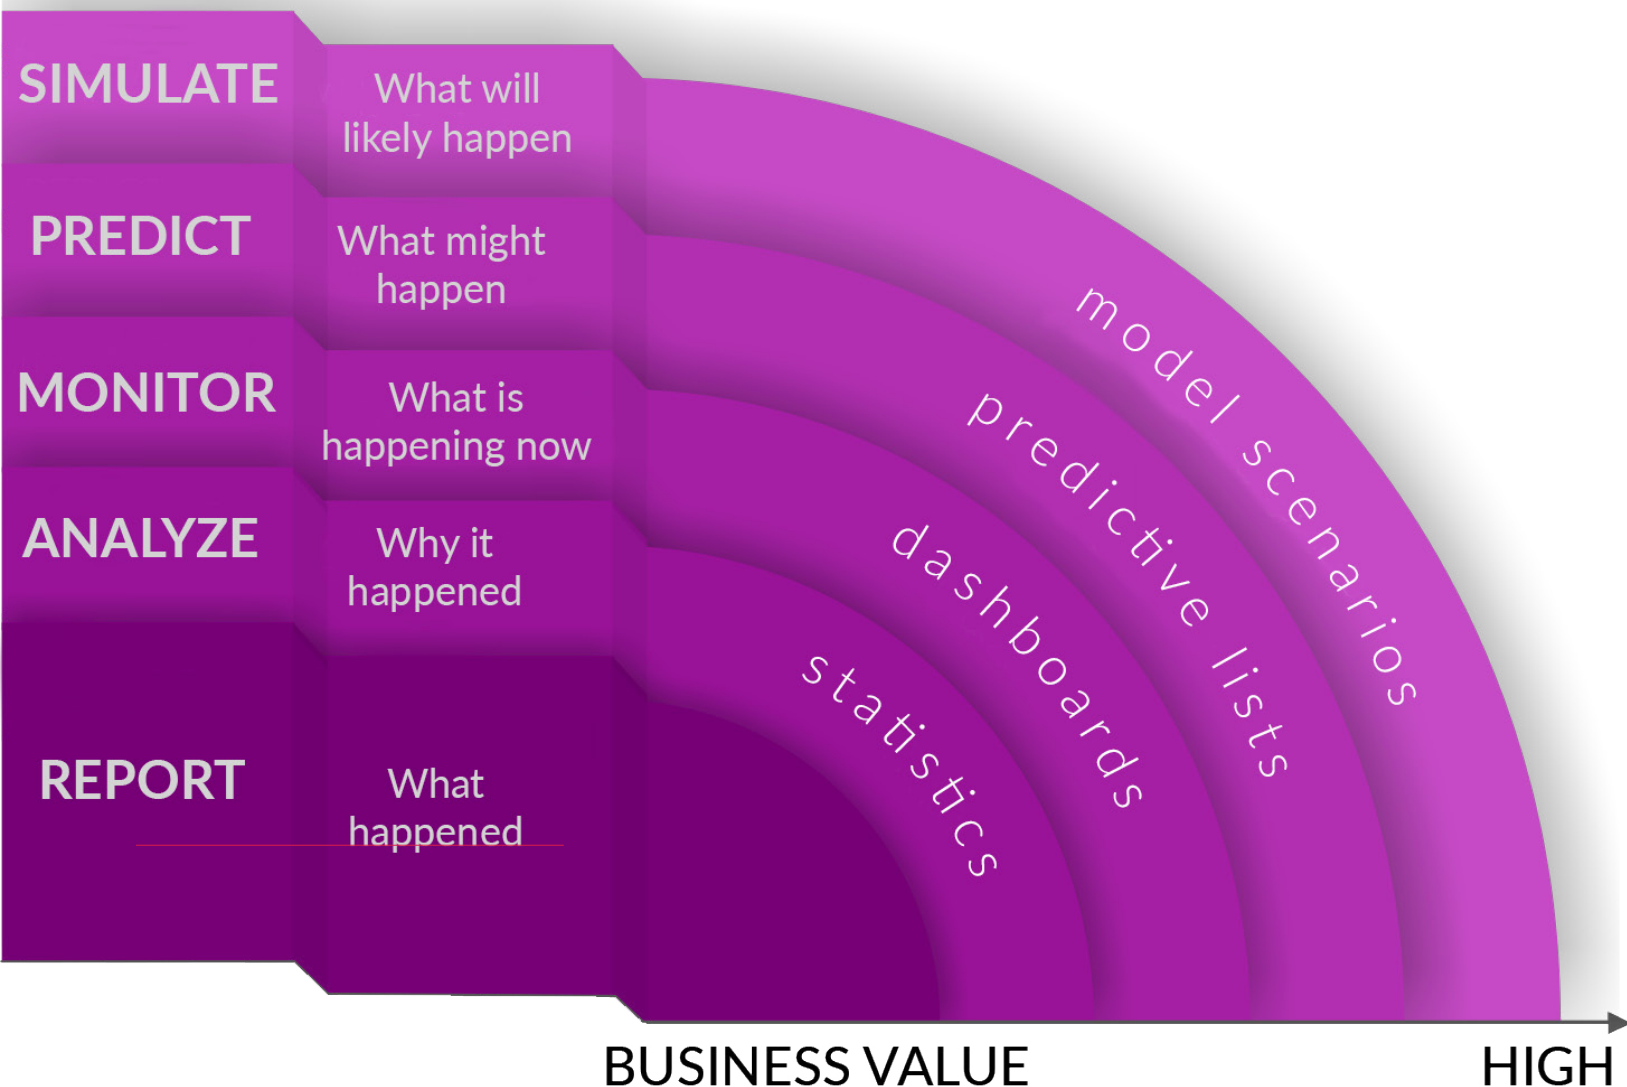 SIMULATE
What will
likely happen
PREDICT
What might
happen
MONITOR
What is
happening now
ANALYZE
Why it
happened
REPORT
What
happened
model scenarios
predictive lists
dashboards
statistics
BUSINESS VALUE
HIGH